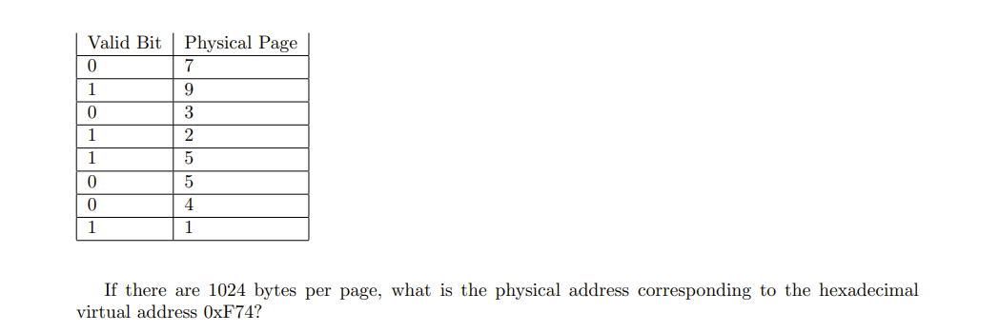 Valid Bit Physical Page
0 7
1 9
0 3
1 2
1 5
0 5
0 4
1 1
If there are 1024 bytes per page, what is the physical address corresponding to the hexadecimal
virtual address 0xF74?